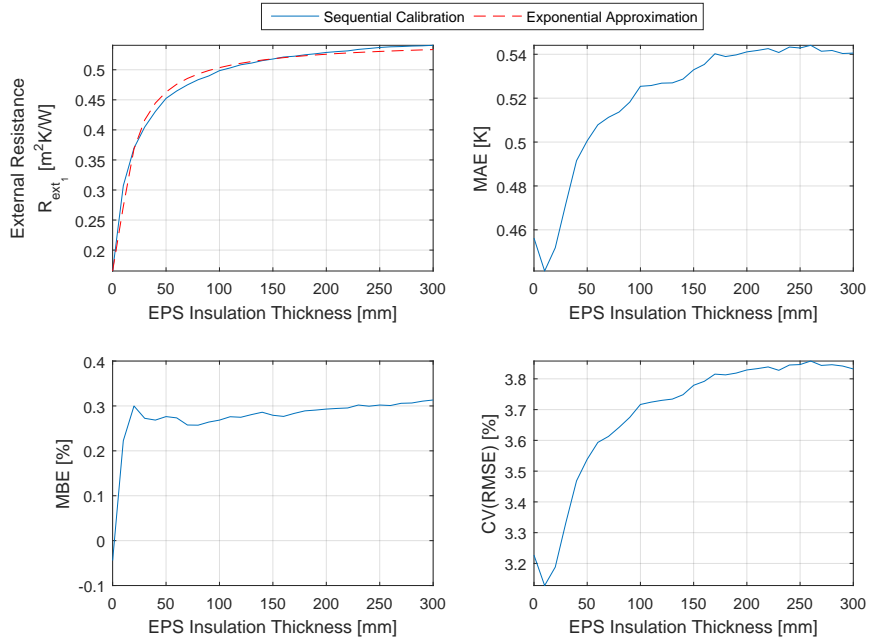 Sequential Calibration
Exponential Approximation
External Resistance
R_ext_1 [m²K/W]
0.5
0.45
0.4
0.35
0.3
0.25
0.2
0 50 100 150 200 250 300
EPS Insulation Thickness [mm]
MAE [K]
0.54
0.52
0.5
0.48
0.46
0 50 100 150 200 250 300
EPS Insulation Thickness [mm]
MBE [%]
0.4
0.3
0.2
0.1
0
-0.1
0 50 100 150 200 250 300
EPS Insulation Thickness [mm]
CV(RMSE) [%]
3.8
3.7
3.6
3.5
3.4
3.3
3.2
0 50 100 150 200 250 300
EPS Insulation Thickness [mm]